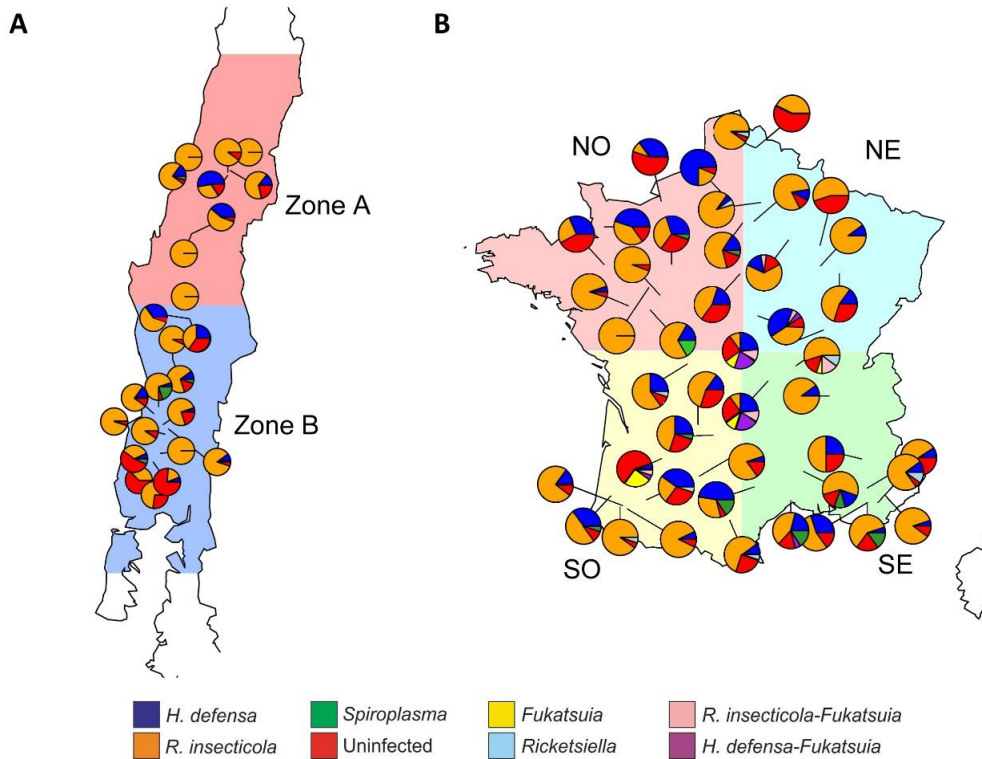 A
B
Zone A
Zone B
NO
NE
SO
SE
H. defensa
Spiroplasma
Fukatsuia
R. insecticola-Fukatsuia
R. insecticola
Uninfected
Ricketsiella
H. defensa-Fukatsuia